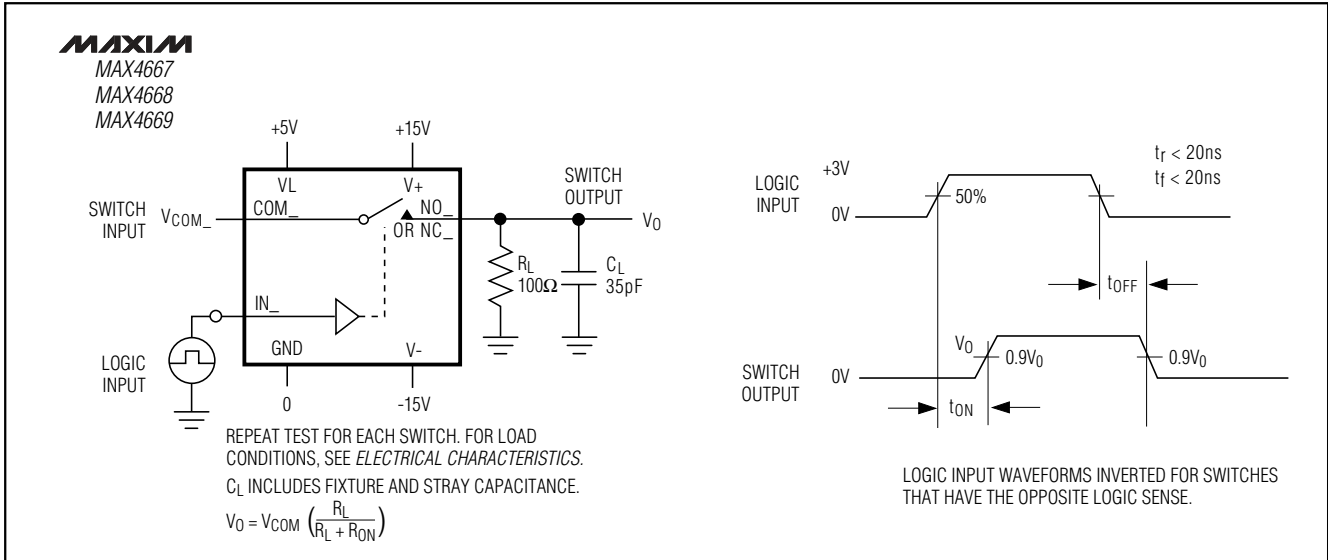 MAXIM
MAX4667
MAX4668
MAX4669
+5V
+15V
VL
V+
SWITCH
OUTPUT
SWITCH
INPUT
VCOM_
COM_
NO_
OR NC_
VO
RL
100Ω
CL
35pF
IN_
LOGIC
INPUT
GND
V-
0
-15V
REPEAT TEST FOR EACH SWITCH. FOR LOAD
CONDITIONS, SEE ELECTRICAL CHARACTERISTICS.
CL INCLUDES FIXTURE AND STRAY CAPACITANCE.
VO = VCOM (RL / RL + RON)
LOGIC
INPUT
+3V
0V
50%
tr < 20ns
tf < 20ns
tOFF
SWITCH
OUTPUT
VO
0V
0.9V0
0.9V0
tON
LOGIC INPUT WAVEFORMS INVERTED FOR SWITCHES
THAT HAVE THE OPPOSITE LOGIC SENSE.